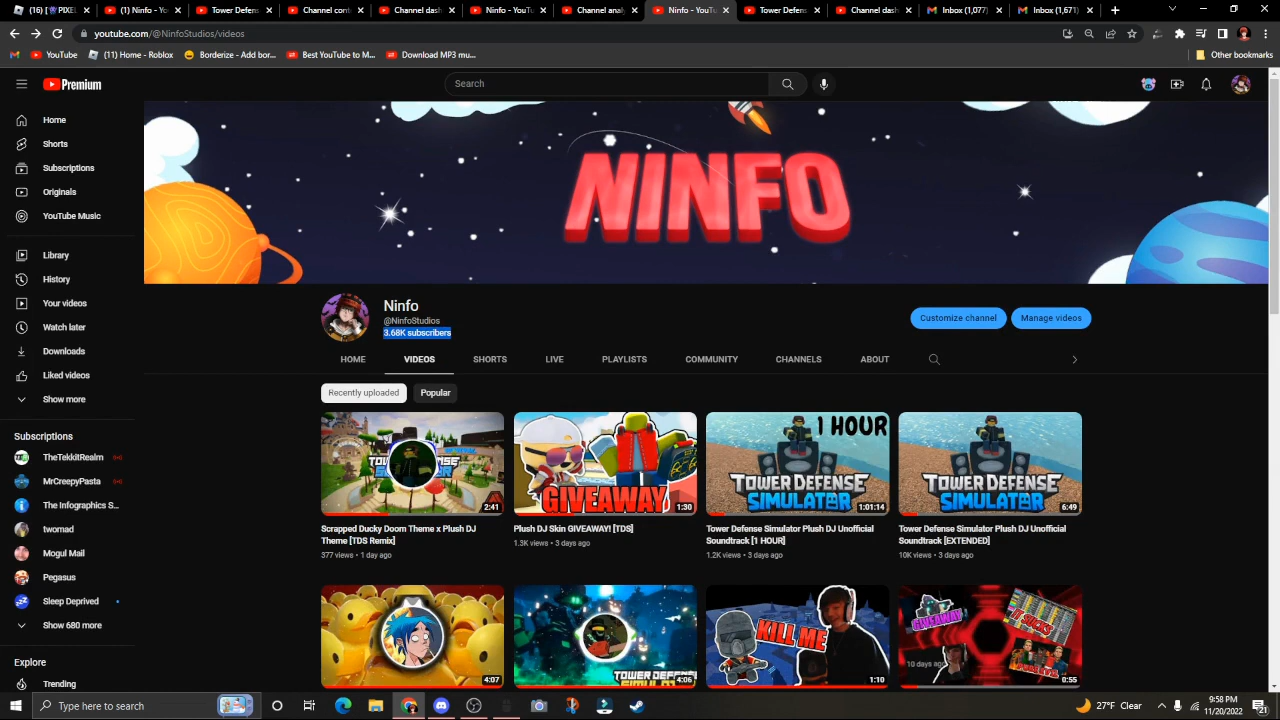 (1) [🔴 PIXEL
(1) Ninfo - Yo
Tower Defens
Channel cont
Channel dash
Ninfo - YouTu
Channel analy
Ninfo - YouTu
Tower Defens
Channel dash
Inbox (1,077)
Inbox (1,671)
youtube.com/@NinfoStudios/videos
YouTube
(11) Home - Roblox
Borderize - Add bor...
Best YouTube to M...
Download MP3 mu...
Other bookmarks
Premium
Search
Home
Shorts
Subscriptions
Originals
YouTube Music
Library
History
Your videos
Watch later
Downloads
Liked videos
Show more
Subscriptions
TheTekkitRealm
MrCreepyPasta
The Infographics S...
twomad
Mogul Mail
Pegasus
Sleep Deprived
Show 680 more
Explore
Trending
NINFO
Ninfo
@NinfoStudios
3.68K subscribers
Customize channel
Manage videos
HOME
VIDEOS
SHORTS
LIVE
PLAYLISTS
COMMUNITY
CHANNELS
ABOUT
Recently uploaded
Popular
2:41
Scrapped Ducky Doom Theme x Plush DJ
Theme [TDS Remix]
377 views • 1 day ago
GIVEAWAY
1:30
Plush DJ Skin GIVEAWAY! [TDS]
1.3K views • 3 days ago
1 HOUR
TOWER DEFENSE
SIMULATOR
1:01:14
Tower Defense Simulator Plush DJ Unofficial
Soundtrack [1 HOUR]
1.2K views • 3 days ago
TOWER DEFENSE
SIMULATOR
6:49
Tower Defense Simulator Plush DJ Unofficial
Soundtrack [EXTENDED]
10K views • 3 days ago
4:07
TOWER DEFENSE
4:06
KILL ME
1:10
GIVEAWAY
10 days ago
0:55
Type here to search
27°F Clear
9:58 PM
11/20/2022